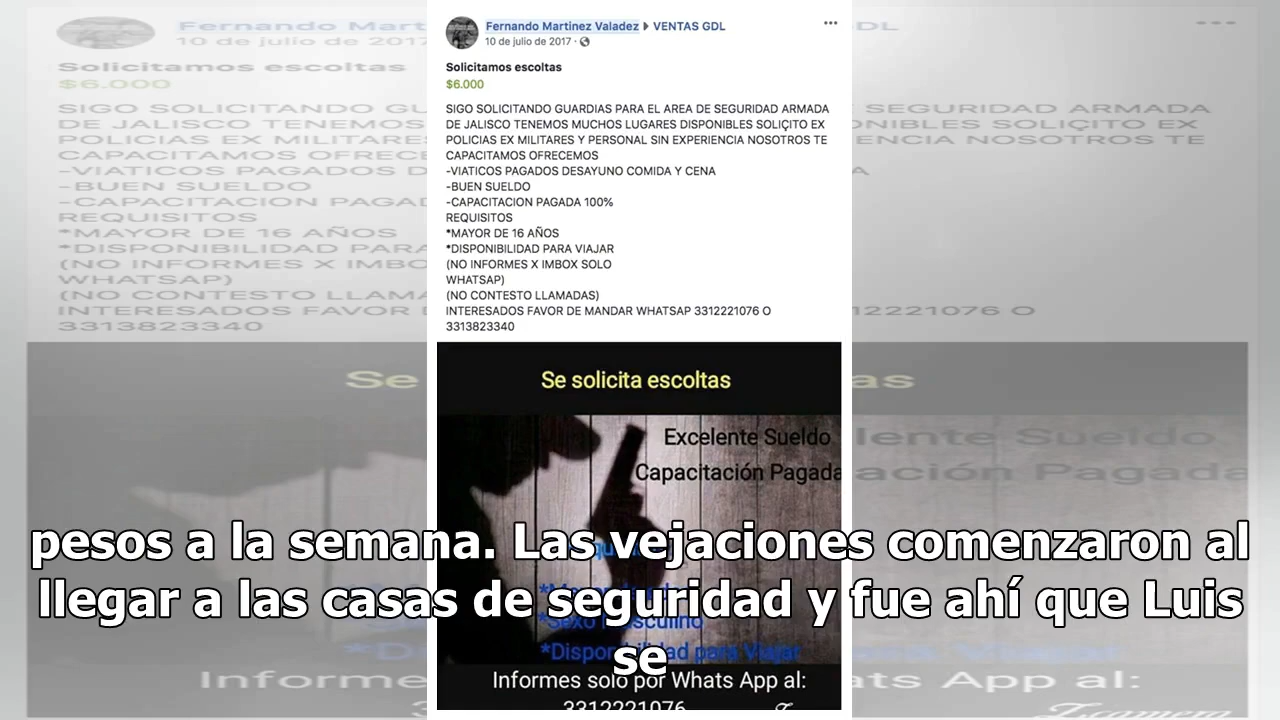 Fernando Martinez Valadez ▸ VENTAS GDL
10 de julio de 2017 ·
Solicitamos escoltas
$6.000
SIGO SOLICITANDO GUARDIAS PARA EL AREA DE SEGURIDAD ARMADA
DE JALISCO TENEMOS MUCHOS LUGARES DISPONIBLES SOLIÇITO EX
POLICIAS EX MILITARES Y PERSONAL SIN EXPERIENCIA NOSOTROS TE
CAPACITAMOS OFRECEMOS
-VIATICOS PAGADOS DESAYUNO COMIDA Y CENA
-BUEN SUELDO
-CAPACITACION PAGADA 100%
REQUISITOS
*MAYOR DE 16 AÑOS
*DISPONIBILIDAD PARA VIAJAR
(NO INFORMES X IMBOX SOLO
WHATSAP)
(NO CONTESTO LLAMADAS)
INTERESADOS FAVOR DE MANDAR WHATSAP 3312221076 O
3313823340
Se solicita escoltas
Excelente Sueldo
Capacitación Pagada
pesos a la semana. Las vejaciones comenzaron al
llegar a las casas de seguridad y fue ahí que Luis
se
*Sexo Masculino
*Disponibilidad para Viajar
Informes solo por Whats App al:
3312221076